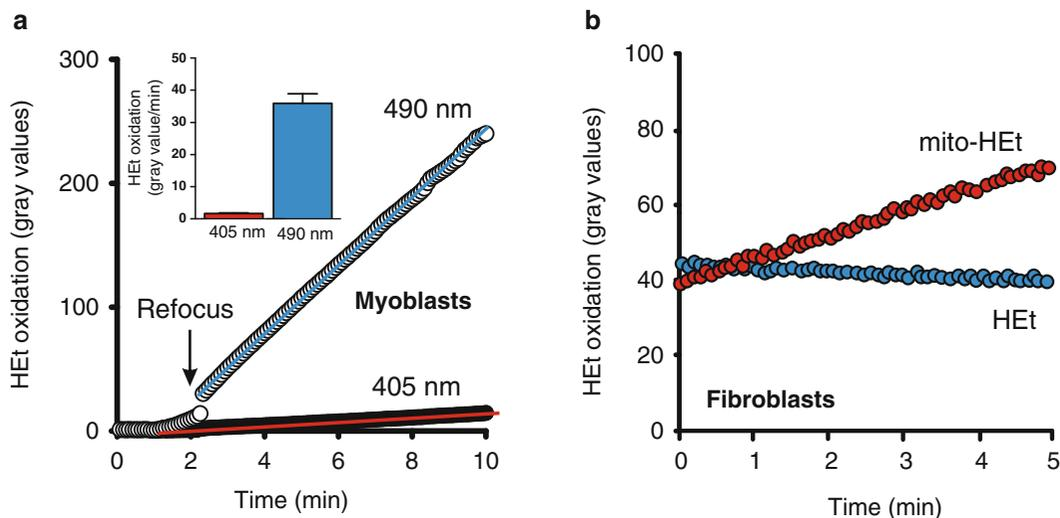 a
HEt oxidation (gray values)
300
200
100
0
0 2 4 6 8 10
Time (min)
HEt oxidation
(gray value/min)
50
40
30
20
10
0
405 nm 490 nm
490 nm
Refocus
Myoblasts
405 nm
b
HEt oxidation (gray values)
100
80
60
40
20
0
0 1 2 3 4 5
Time (min)
mito-HEt
HEt
Fibroblasts